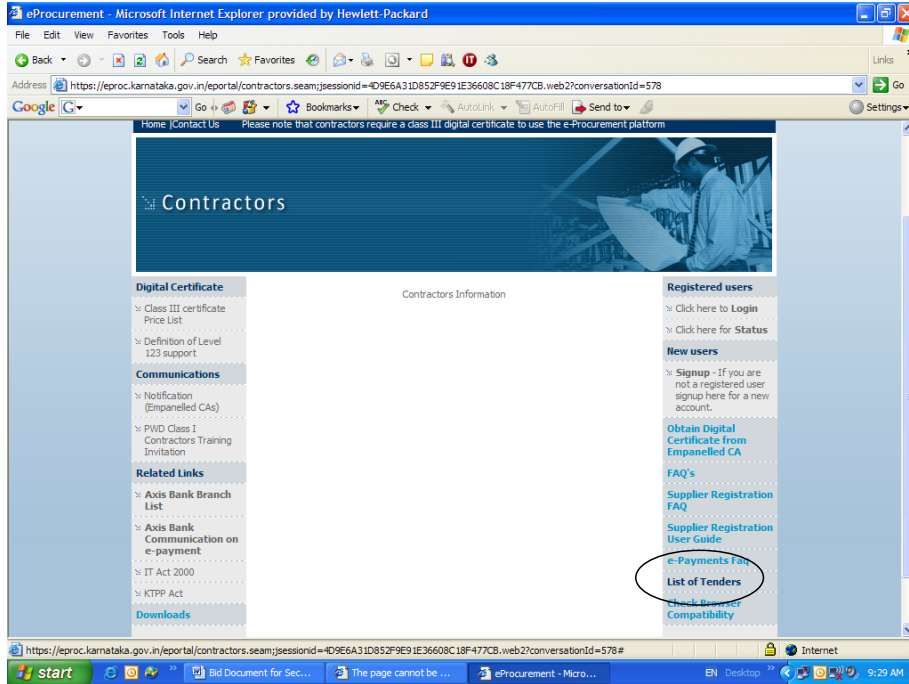 eProcurement - Microsoft Internet Explorer provided by Hewlett-Packard
File Edit View Favorites Tools Help
Back Search Favorites
Links
Address https://eproc.karnataka.gov.in/eportal/contractors.seam;jsessionid=4D9E6A31D852F9E91E36608C18F477CB.web2?conversationId=578 Go
Google G Go Bookmarks Check AutoLink AutoFill Send to Settings
Home |Contact Us Please note that contractors require a class III digital certificate to use the e-Procurement platform
Contractors
Digital Certificate
Class III certificate
Price List
Definition of Level
123 support
Communications
Notification
(Empanelled CAs)
PWD Class I
Contractors Training
Invitation
Related Links
Axis Bank Branch
List
Axis Bank
Communication on
e-payment
IT Act 2000
KTPP Act
Downloads
Contractors Information
Registered users
Click here to Login
Click here for Status
New users
Signup - If you are
not a registered user
signup here for a new
account.
Obtain Digital
Certificate from
Empanelled CA
FAQ's
Supplier Registration
FAQ
Supplier Registration
User Guide
e-Payments Faq
List of Tenders
Check Browser
Compatibility
https://eproc.karnataka.gov.in/eportal/contractors.seam;jsessionid=4D9E6A31D852F9E91E36608C18F477CB.web2?conversationId=578# Internet
start Bid Document for Sec... The page cannot be ... eProcurement - Micro... EN Desktop 9:29 AM